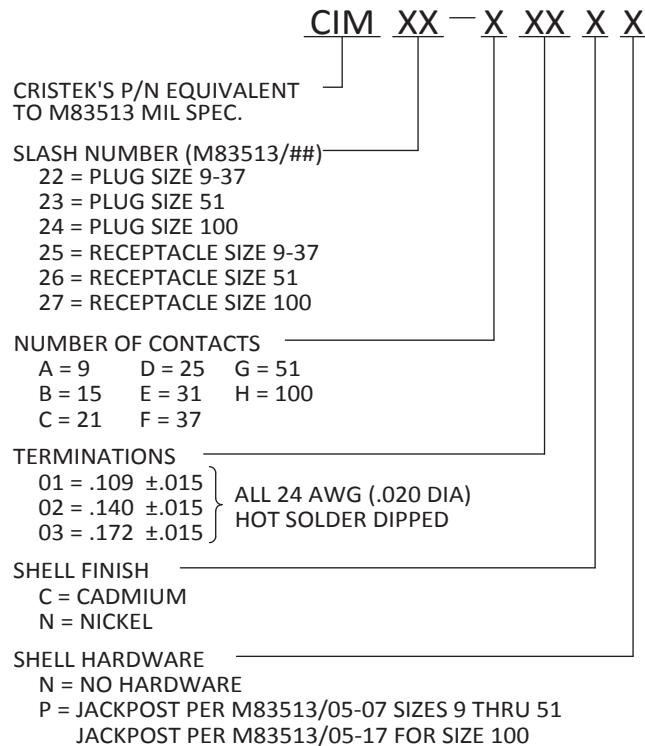 CIM XX — X XX X X
CRISTEK'S P/N EQUIVALENT
TO M83513 MIL SPEC.
SLASH NUMBER (M83513/##)
22 = PLUG SIZE 9-37
23 = PLUG SIZE 51
24 = PLUG SIZE 100
25 = RECEPTACLE SIZE 9-37
26 = RECEPTACLE SIZE 51
27 = RECEPTACLE SIZE 100
NUMBER OF CONTACTS
A = 9 D = 25 G = 51
B = 15 E = 31 H = 100
C = 21 F = 37
TERMINATIONS
01 = .109 ±.015
02 = .140 ±.015
03 = .172 ±.015
ALL 24 AWG (.020 DIA)
HOT SOLDER DIPPED
SHELL FINISH
C = CADMIUM
N = NICKEL
SHELL HARDWARE
N = NO HARDWARE
P = JACKPOST PER M83513/05-07 SIZES 9 THRU 51
JACKPOST PER M83513/05-17 FOR SIZE 100